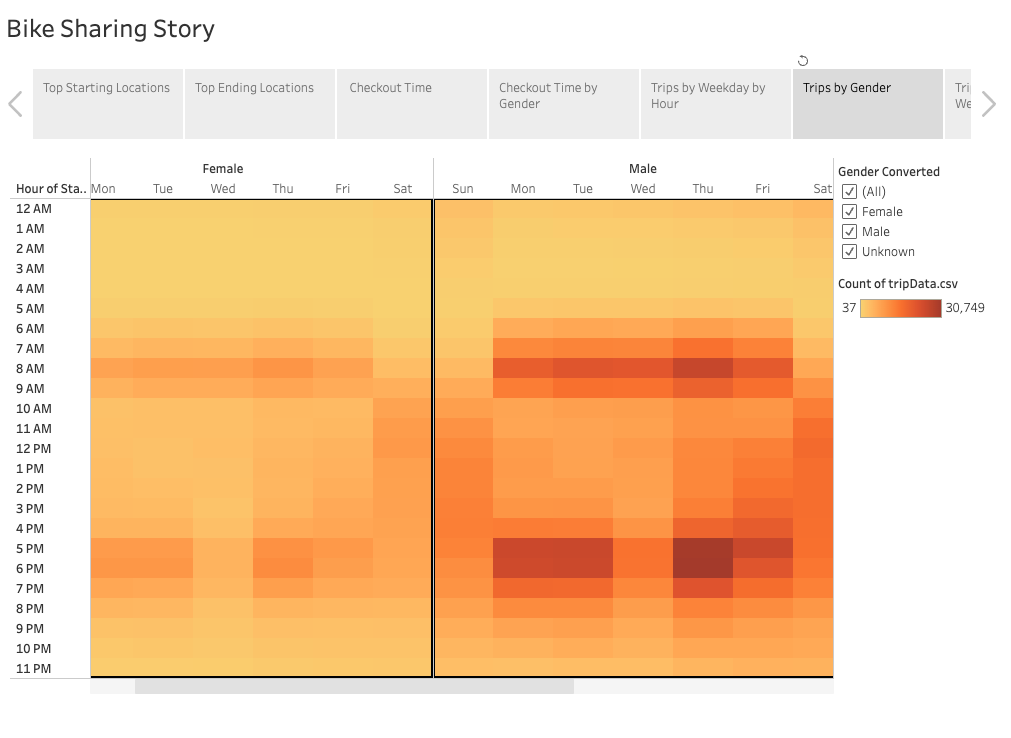 Bike Sharing Story
Top Starting Locations
Top Ending Locations
Checkout Time
Checkout Time by
Gender
Trips by Weekday by
Hour
Trips by Gender
Female
Male
Hour of Sta.. Mon Tue Wed Thu Fri Sat Sun Mon Tue Wed Thu Fri Sat
12 AM
1 AM
2 AM
3 AM
4 AM
5 AM
6 AM
7 AM
8 AM
9 AM
10 AM
11 AM
12 PM
1 PM
2 PM
3 PM
4 PM
5 PM
6 PM
7 PM
8 PM
9 PM
10 PM
11 PM
Gender Converted
(All)
Female
Male
Unknown
Count of tripData.csv
37 30,749